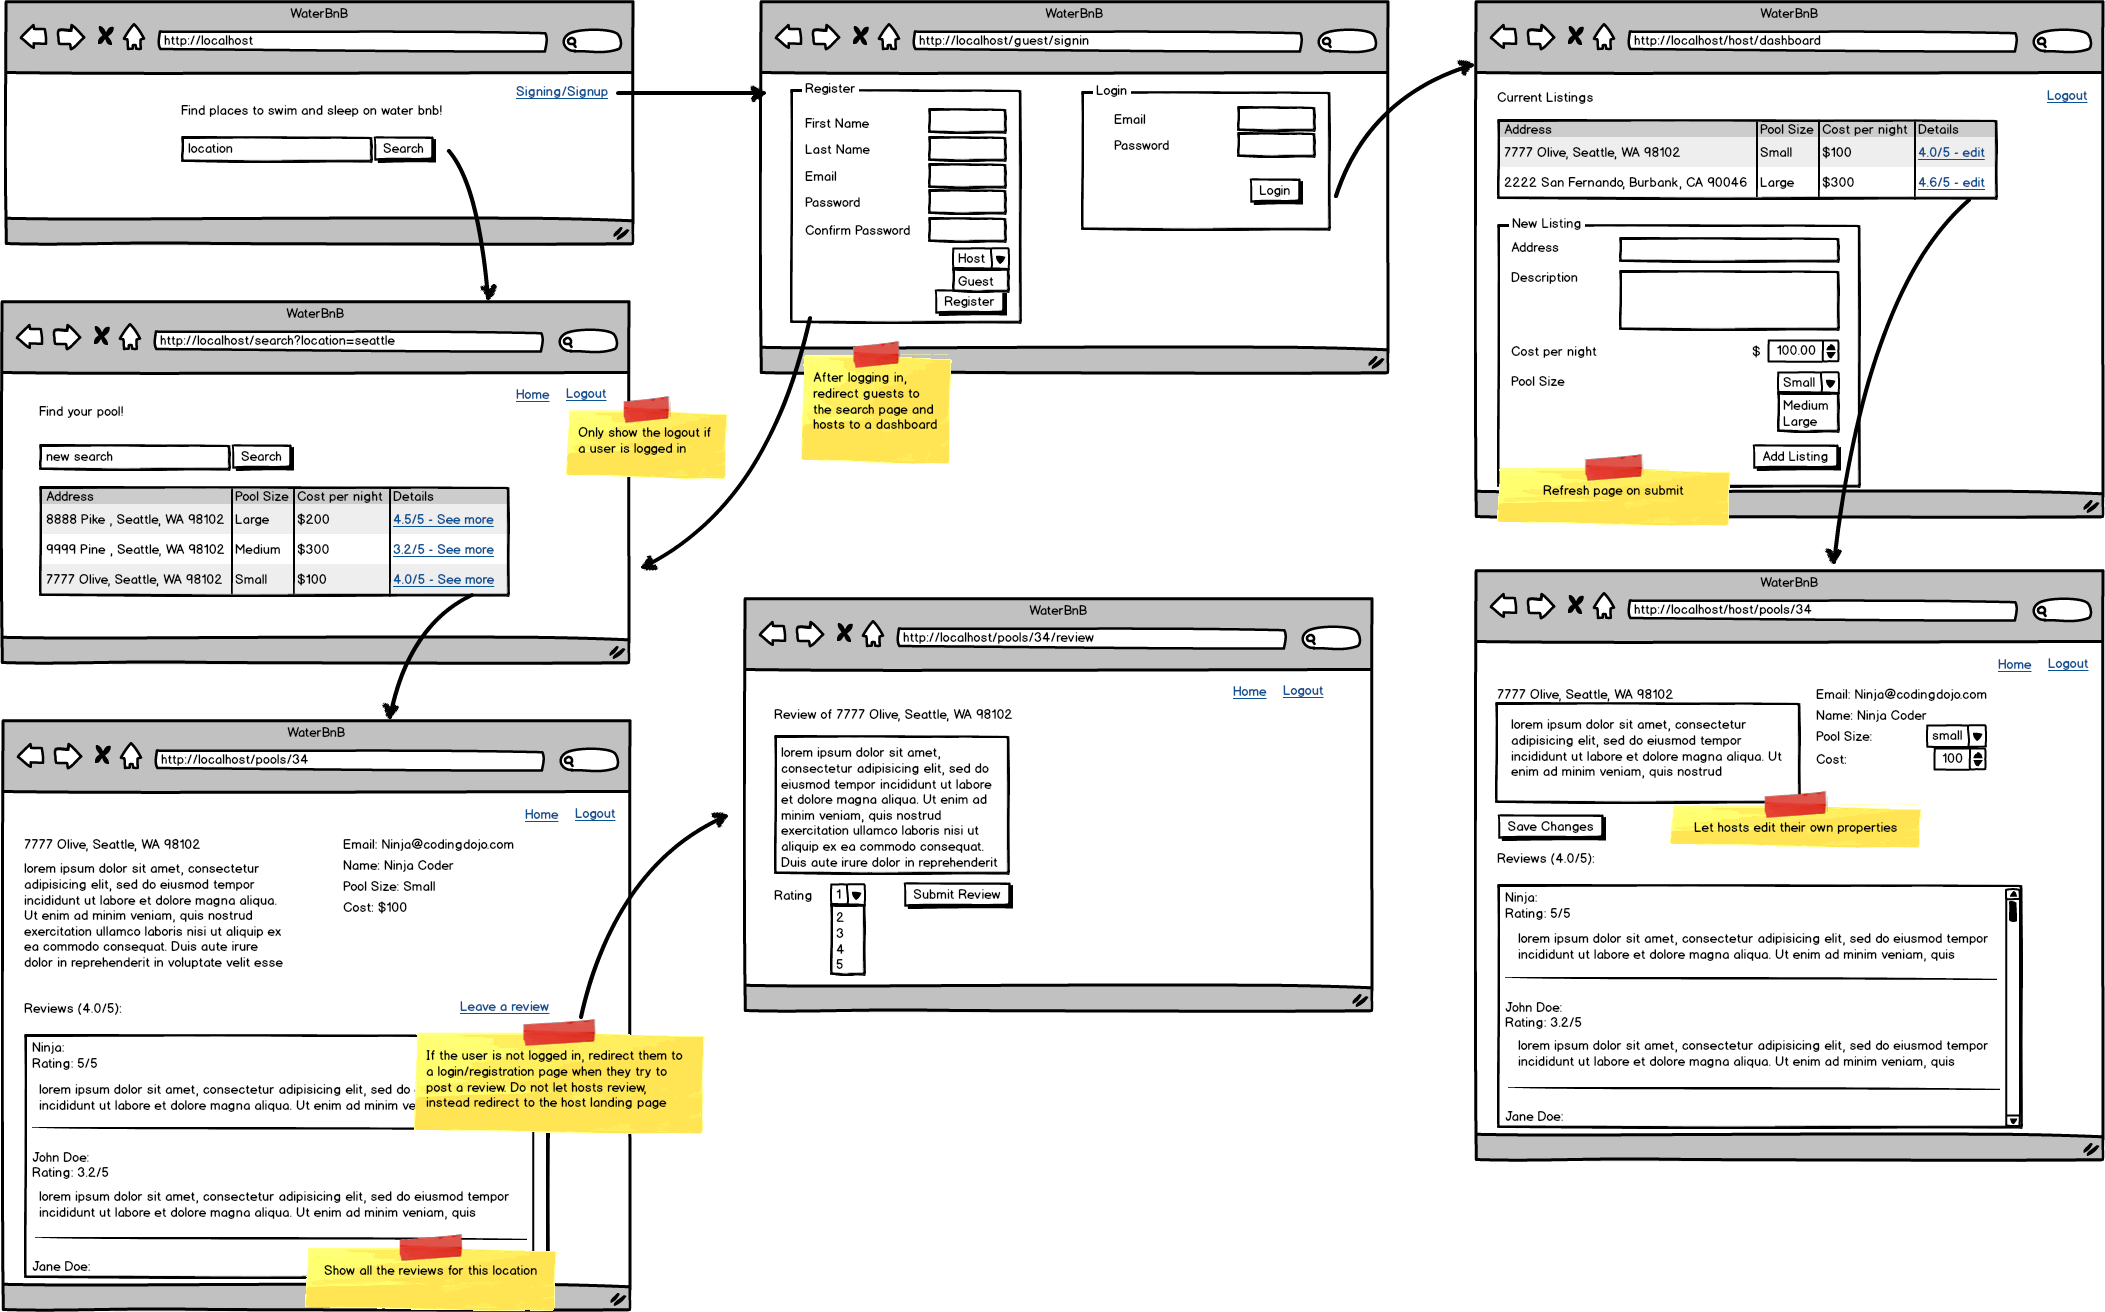 WaterBnB
http://localhost
Signing/Signup
Find places to swim and sleep on water bnb!
location
Search
WaterBnB
http://localhost/guest/signin
Register
First Name
Last Name
Email
Password
Confirm Password
Host
Guest
Register
Login
Email
Password
Login
After logging in,
redirect guests to
the search page and
hosts to a dashboard
WaterBnB
http://localhost/host/dashboard
Logout
Current Listings
Address Pool Size Cost per night Details
7777 Olive, Seattle, WA 98102 Small $100 4.0/5 - edit
2222 San Fernando, Burbank, CA 90046 Large $300 4.6/5 - edit
New Listing
Address
Description
Cost per night $ 100.00
Pool Size Small
Medium
Large
Add Listing
Refresh page on submit
WaterBnB
http://localhost/search?location=seattle
Home Logout
Only show the logout if
a user is logged in
Find your pool!
new search
Search
Address Pool Size Cost per night Details
8888 Pike , Seattle, WA 98102 Large $200 4.5/5 - See more
9999 Pine , Seattle, WA 98102 Medium $300 3.2/5 - See more
7777 Olive, Seattle, WA 98102 Small $100 4.0/5 - See more
WaterBnB
http://localhost/pools/34
Home Logout
7777 Olive, Seattle, WA 98102
lorem ipsum dolor sit amet, consectetur
adipisicing elit, sed do eiusmod tempor
incididunt ut labore et dolore magna aliqua.
Ut enim ad minim veniam, quis nostrud
exercitation ullamco laboris nisi ut aliquip ex
ea commodo consequat. Duis aute irure
dolor in reprehenderit in voluptate velit esse
Email: Ninja@codingdojo.com
Name: Ninja Coder
Pool Size: Small
Cost: $100
Reviews (4.0/5):
Leave a review
If the user is not logged in, redirect them to
a login/registration page when they try to
post a review. Do not let hosts review,
instead redirect to the host landing page
Ninja:
Rating: 5/5
lorem ipsum dolor sit amet, consectetur adipisicing elit, sed do
incididunt ut labore et dolore magna aliqua. Ut enim ad minim ve
John Doe:
Rating: 3.2/5
lorem ipsum dolor sit amet, consectetur adipisicing elit, sed do eiusmod tempor
incididunt ut labore et dolore magna aliqua. Ut enim ad minim veniam, quis
Jane Doe:
Show all the reviews for this location
WaterBnB
http://localhost/pools/34/review
Home Logout
Review of 7777 Olive, Seattle, WA 98102
lorem ipsum dolor sit amet,
consectetur adipisicing elit, sed do
eiusmod tempor incididunt ut labore
et dolore magna aliqua. Ut enim ad
minim veniam, quis nostrud
exercitation ullamco laboris nisi ut
aliquip ex ea commodo consequat.
Duis aute irure dolor in reprehenderit
Rating 1
2
3
4
5
Submit Review
WaterBnB
http://localhost/host/pools/34
Home Logout
7777 Olive, Seattle, WA 98102
lorem ipsum dolor sit amet, consectetur
adipisicing elit, sed do eiusmod tempor
incididunt ut labore et dolore magna aliqua. Ut
enim ad minim veniam, quis nostrud
Email: Ninja@codingdojo.com
Name: Ninja Coder
Pool Size: small
Cost: 100
Save Changes
Let hosts edit their own properties
Reviews (4.0/5):
Ninja:
Rating: 5/5
lorem ipsum dolor sit amet, consectetur adipisicing elit, sed do eiusmod tempor
incididunt ut labore et dolore magna aliqua. Ut enim ad minim veniam, quis
John Doe:
Rating: 3.2/5
lorem ipsum dolor sit amet, consectetur adipisicing elit, sed do eiusmod tempor
incididunt ut labore et dolore magna aliqua. Ut enim ad minim veniam, quis
Jane Doe: